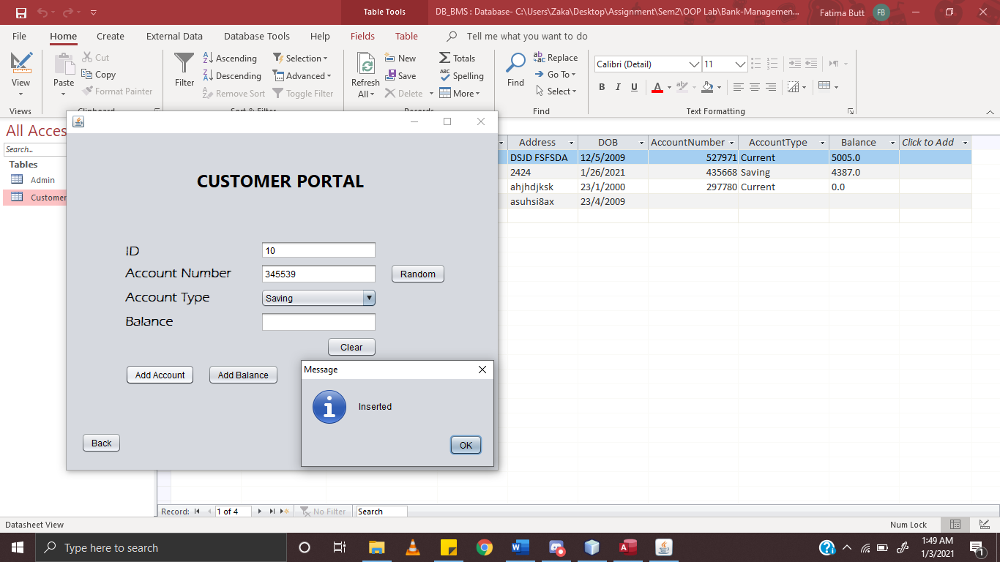 Table Tools
DB_BMS : Database- C:\Users\Zaka\Desktop\Assignment\Sem2\OOP Lab\Bank-Managemen...
Fatima Butt
FB
File Home Create External Data Database Tools Help Fields Table Tell me what you want to do
View
Views
Paste
Cut
Copy
Format Painter
Clipboard
Filter
Ascending
Descending
Remove Sort
Selection
Advanced
Toggle Filter
Sort & Filter
Refresh
All
New
Save
Delete
Totals
Spelling
More
Records
Find
Replace
Go To
Select
Find
Calibri (Detail) 11
B I U A
Text Formatting
All Acces
Search...
Tables
Admin
Customer
Address DOB AccountNumber AccountType Balance Click to Add
DSJD FSFSDA 12/5/2009 527971 Current 5005.0
2424 1/26/2021 435668 Saving 4387.0
ahjhdjksk 23/1/2000 297780 Current 0.0
asuhsi8ax 23/4/2009
CUSTOMER PORTAL
ID 10
Account Number 345539 Random
Account Type Saving
Balance
Clear
Add Account Add Balance
Back
Message
Inserted
OK
Record: 1 of 4 No Filter Search
Datasheet View
Num Lock
Type here to search
1:49 AM
1/3/2021
1